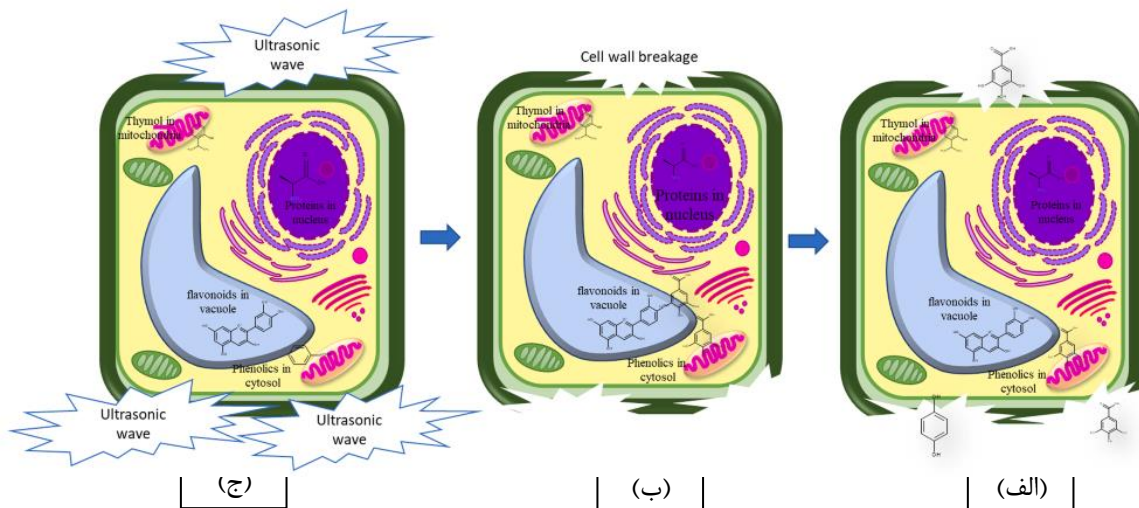 Ultrasonic
wave
Thymol in
mitochondria
Proteins in
nucleus
flavonoids in
vacuole
Phenolics in
cytosol
Ultrasonic
wave
Ultrasonic
wave
(ج)
Cell wall breakage
Thymol in
mitochondria
Proteins in
nucleus
flavonoids in
vacuole
Phenolics in
cytosol
(ب)
Thymol in
mitochondria
Proteins in
nucleus
flavonoids in
vacuole
Phenolics in
cytosol
OH
OH
(الف)